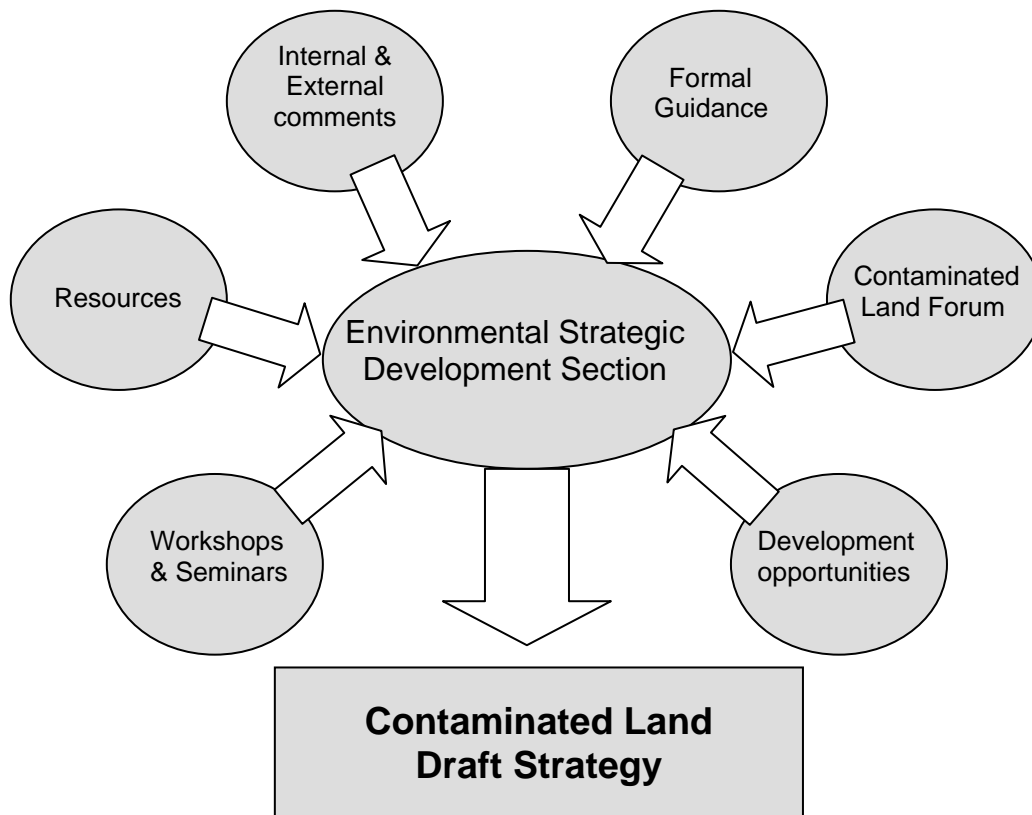 Internal &
External
comments
Formal
Guidance
Resources
Contaminated
Land Forum
Environmental Strategic
Development Section
Workshops
& Seminars
Development
opportunities
Contaminated Land
Draft Strategy